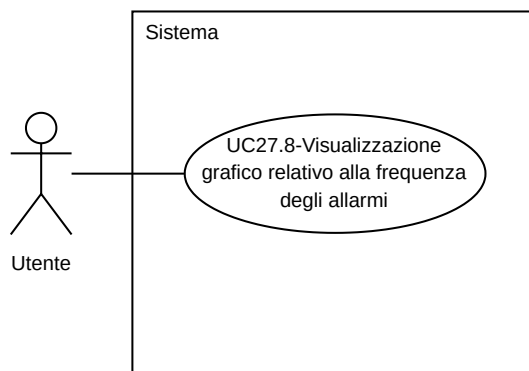 Sistema
UC27.8-Visualizzazione
grafico relativo alla frequenza
degli allarmi
Utente